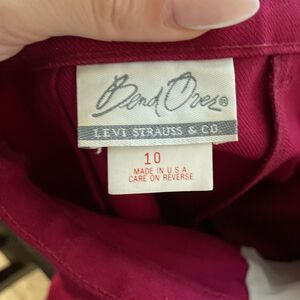 Bend Over®
LEVI STRAUSS & CO.
10
MADE IN U.S.A.
CARE ON REVERSE